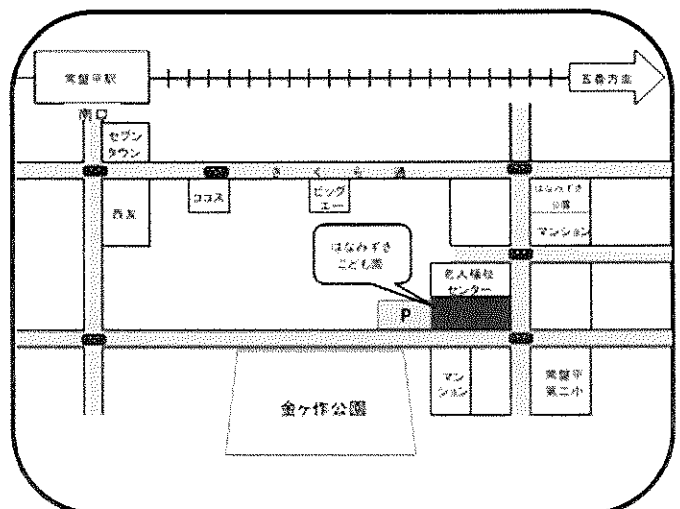 常盤平駅
五香方面
南口
セブン
タウン
さくら通
西友
ココス
ビッグ
エー
はなみずき
公園
マンション
はなみずき
こども園
老人福祉
センター
P
金ケ作公園
マン
ション
常盤平
第二小